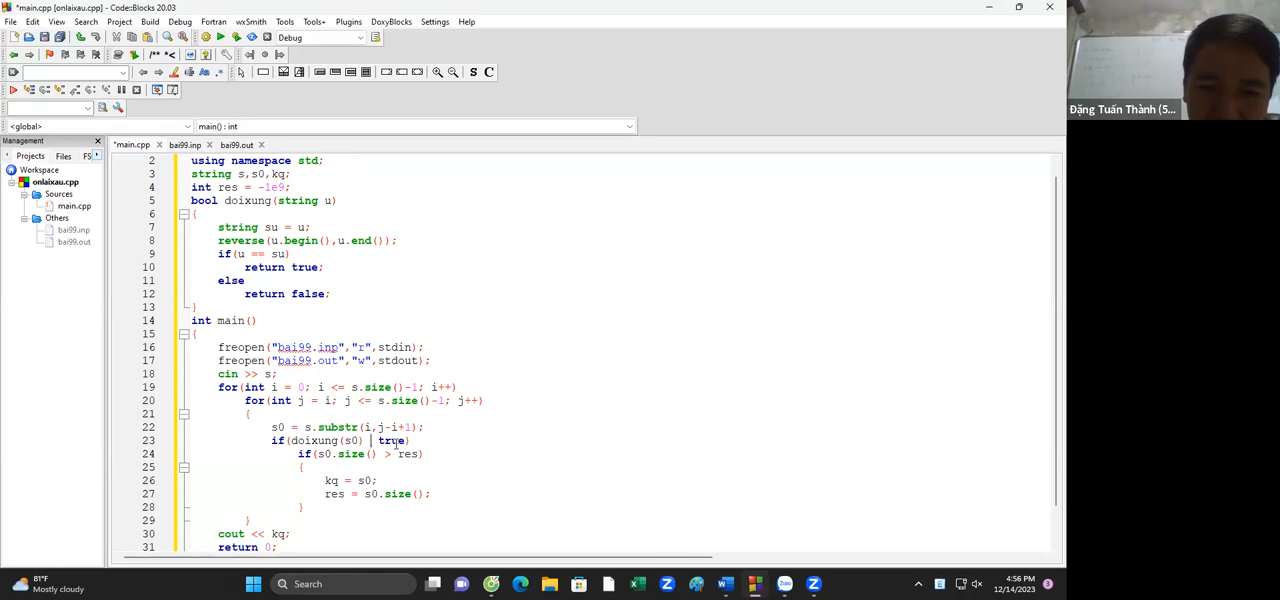 *main.cpp [onlaixau.cpp] - Code::Blocks 20.03
File Edit View Search Project Build Debug Fortran wxSmith Tools Tools+ Plugins DoxyBlocks Settings Help
Debug
/** *<
S C
<global> main() : int
Management
Projects Files FS
*main.cpp bai99.inp bai99.out
Workspace
onlaixau.cpp
Sources
main.cpp
Others
bai99.inp
bai99.out
2 using namespace std;
3 string s,s0,kq;
4 int res = -1e9;
5 bool doixung(string u)
6 {
7 string su = u;
8 reverse(u.begin(),u.end());
9 if(u == su)
10 return true;
11 else
12 return false;
13 }
14 int main()
15 {
16 freopen("bai99.inp","r",stdin);
17 freopen("bai99.out","w",stdout);
18 cin >> s;
19 for(int i = 0; i <= s.size()-1; i++)
20 for(int j = i; j <= s.size()-1; j++)
21 {
22 s0 = s.substr(i,j-i+1);
23 if(doixung(s0) true)
24 if(s0.size() > res)
25 {
26 kq = s0;
27 res = s0.size();
28 }
29 }
30 cout << kq;
31 return 0;
Đặng Tuấn Thành (5...
81°F
Mostly cloudy
Search
Zalo
4:56 PM
12/14/2023
3